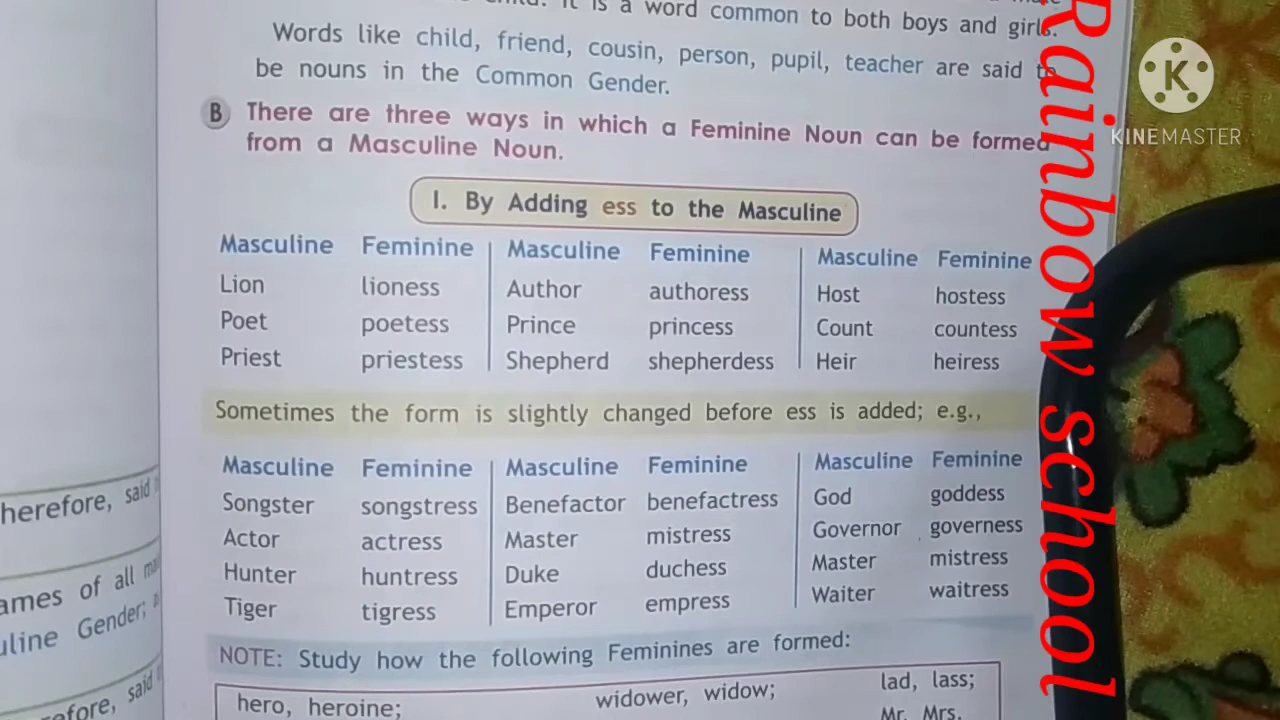 It is a word common to both boys and girls.
Words like child, friend, cousin, person, pupil, teacher are said to
be nouns in the Common Gender.
B There are three ways in which a Feminine Noun can be formed
from a Masculine Noun.
I. By Adding ess to the Masculine
Masculine Feminine Masculine Feminine Masculine Feminine
Lion lioness Author authoress Host hostess
Poet poetess Prince princess Count countess
Priest priestess Shepherd shepherdess Heir heiress
Sometimes the form is slightly changed before ess is added; e.g.,
Masculine Feminine Masculine Feminine Masculine Feminine
Songster songstress Benefactor benefactress God goddess
Actor actress Master mistress Governor governess
Hunter huntress Duke duchess Master mistress
Tiger tigress Emperor empress Waiter waitress
NOTE: Study how the following Feminines are formed:
hero, heroine; widower, widow; lad, lass;
Mr. Mrs.
herefore, said
ames of all
uline Gender;
refore, said
Rainbow school
K
KINEMASTER